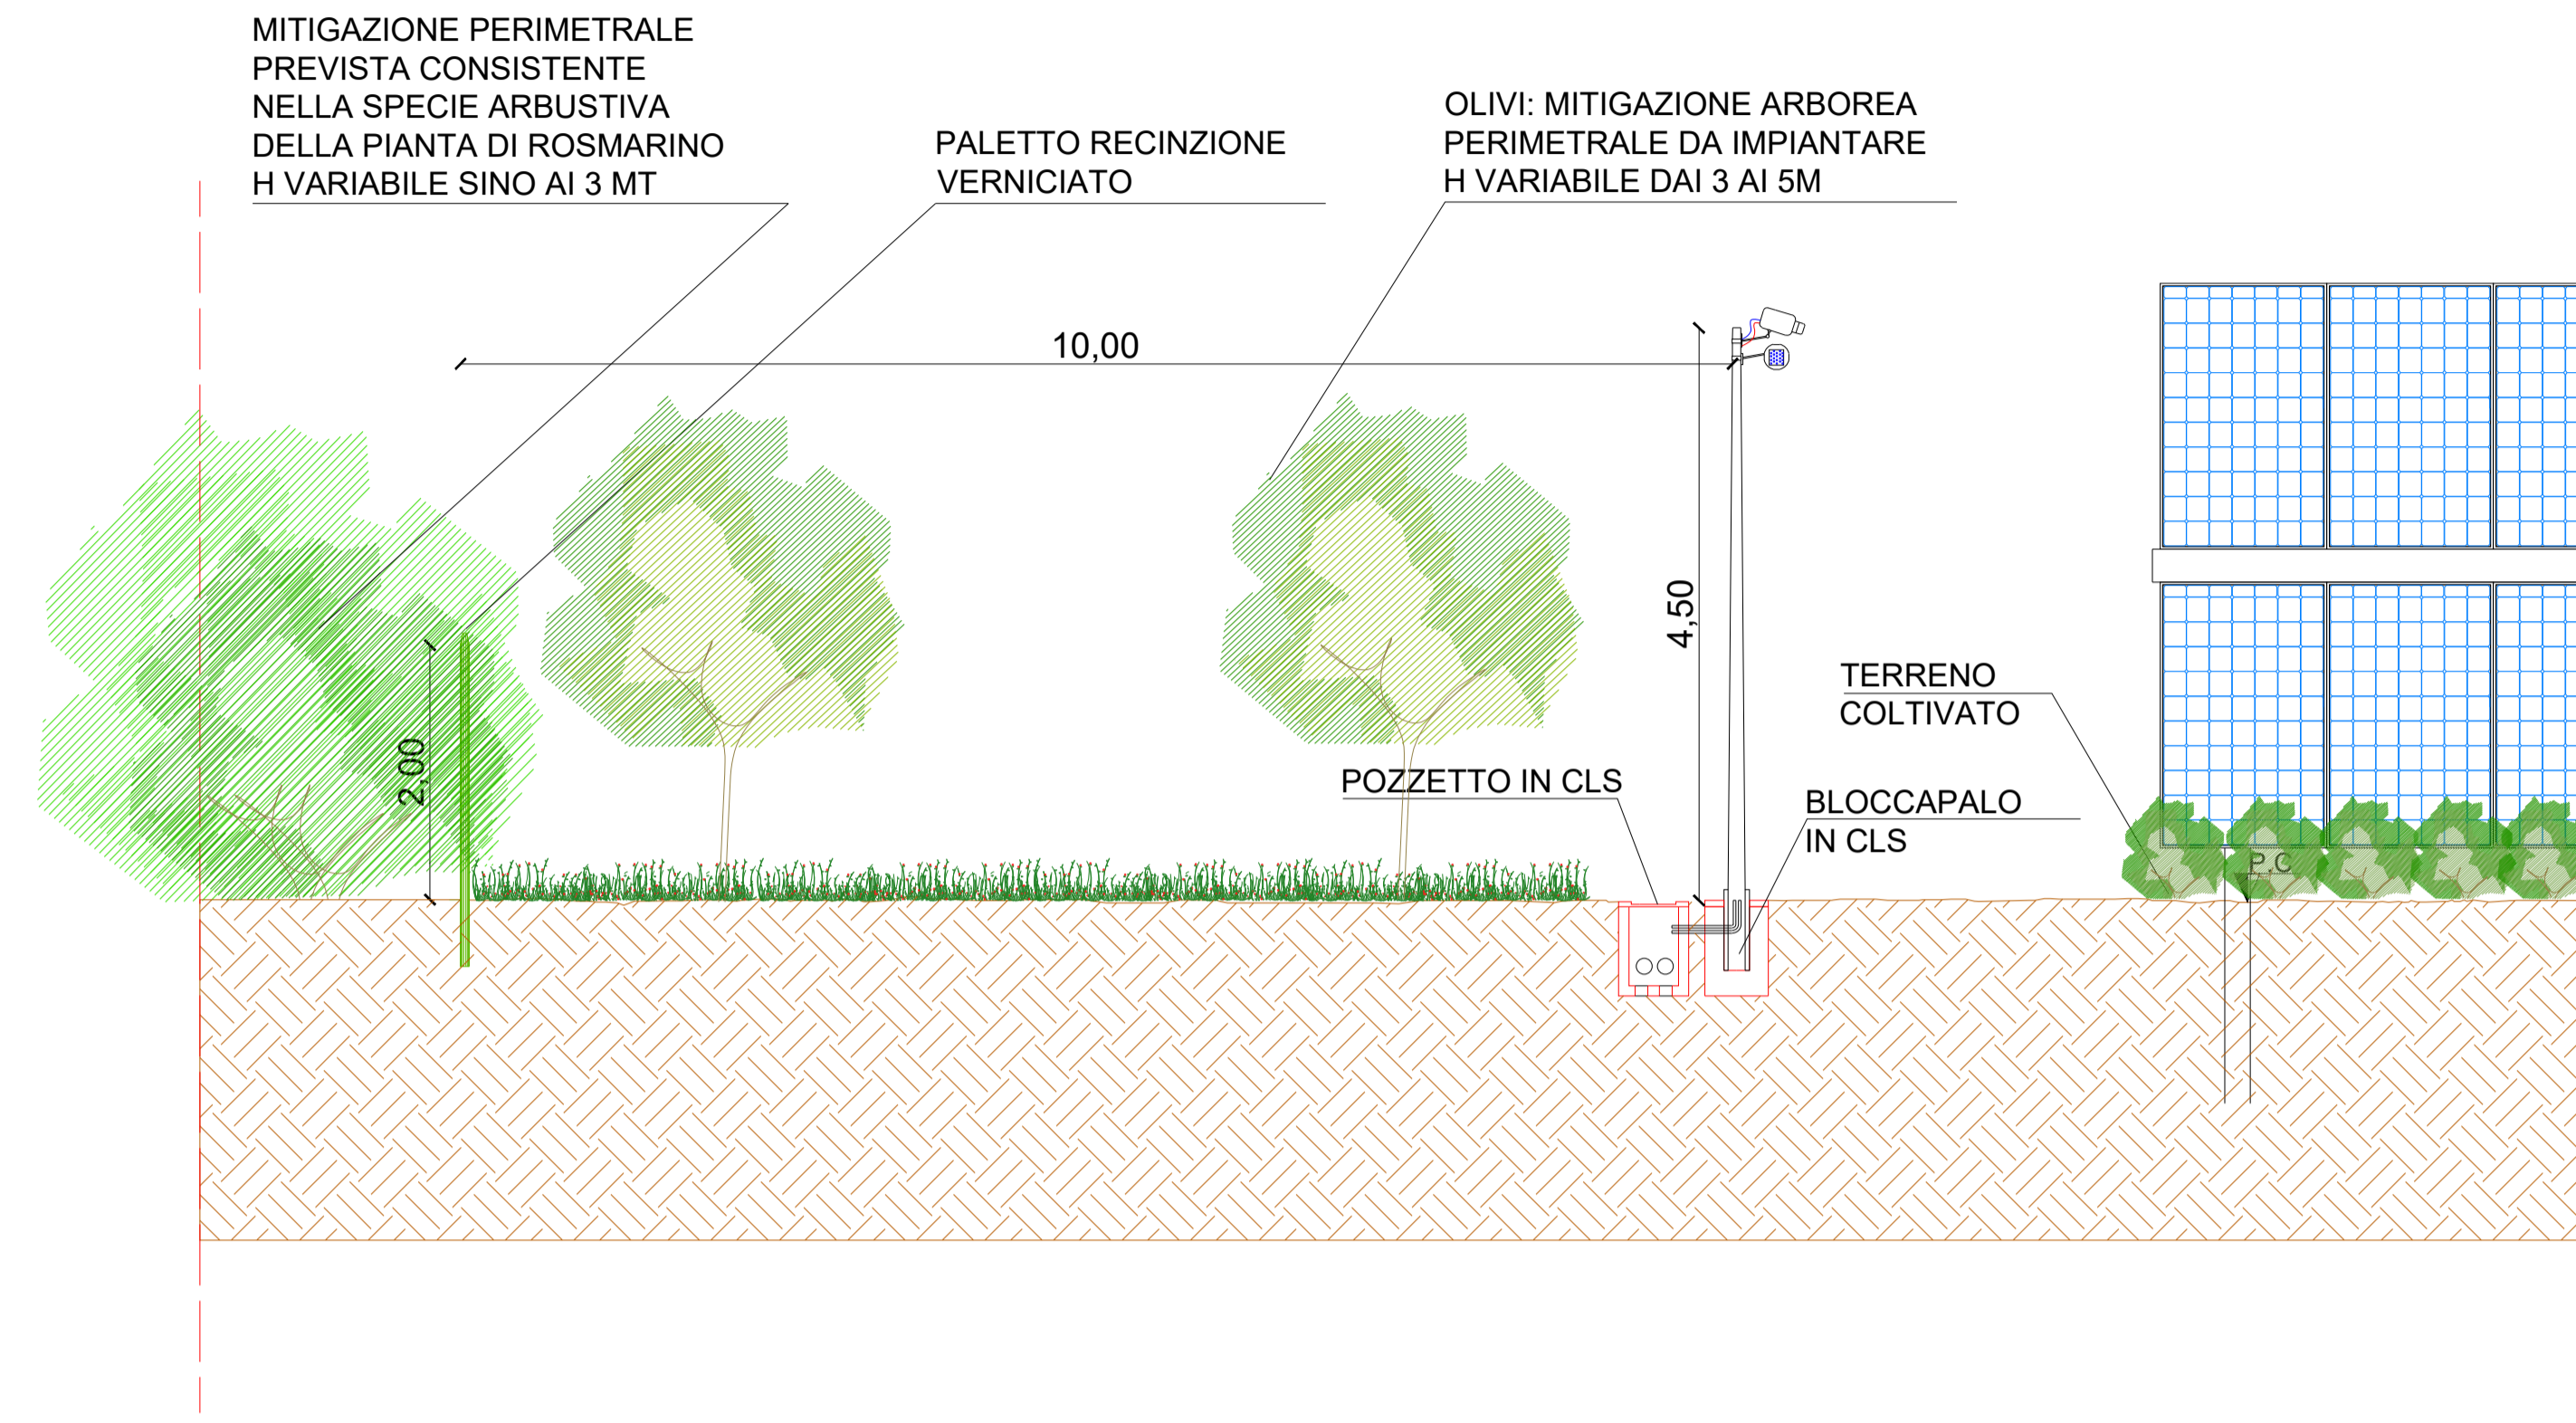 MITIGAZIONE PERIMETRALE
PREVISTA CONSISTENTE
NELLA SPECIE ARBUSTIVA
DELLA PIANTA DI ROSMARINO
H VARIABILE SINO AI 3 MT
PALETTO RECINZIONE
VERNICIATO
OLIVI: MITIGAZIONE ARBOREA
PERIMETRALE DA IMPIANTARE
H VARIABILE DAI 3 AI 5M
10,00
4,50
2,00
TERRENO
COLTIVATO
POZZETTO IN CLS
BLOCCAPALO
IN CLS
P.C